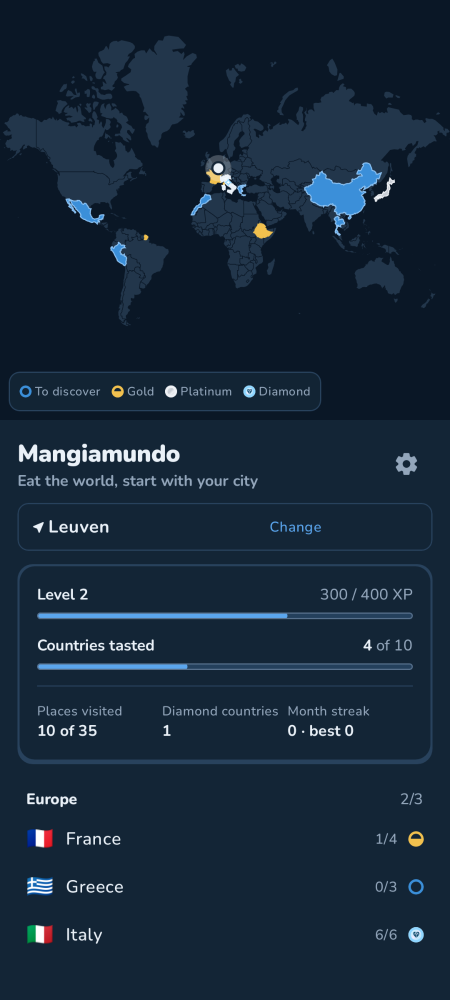 To discover Gold Platinum Diamond
Mangiamundo
Eat the world, start with your city
Leuven Change
Level 2 300 / 400 XP
Countries tasted 4 of 10
Places visited Diamond countries Month streak
10 of 35 1 0 · best 0
Europe 2/3
France 1/4
Greece 0/3
Italy 6/6